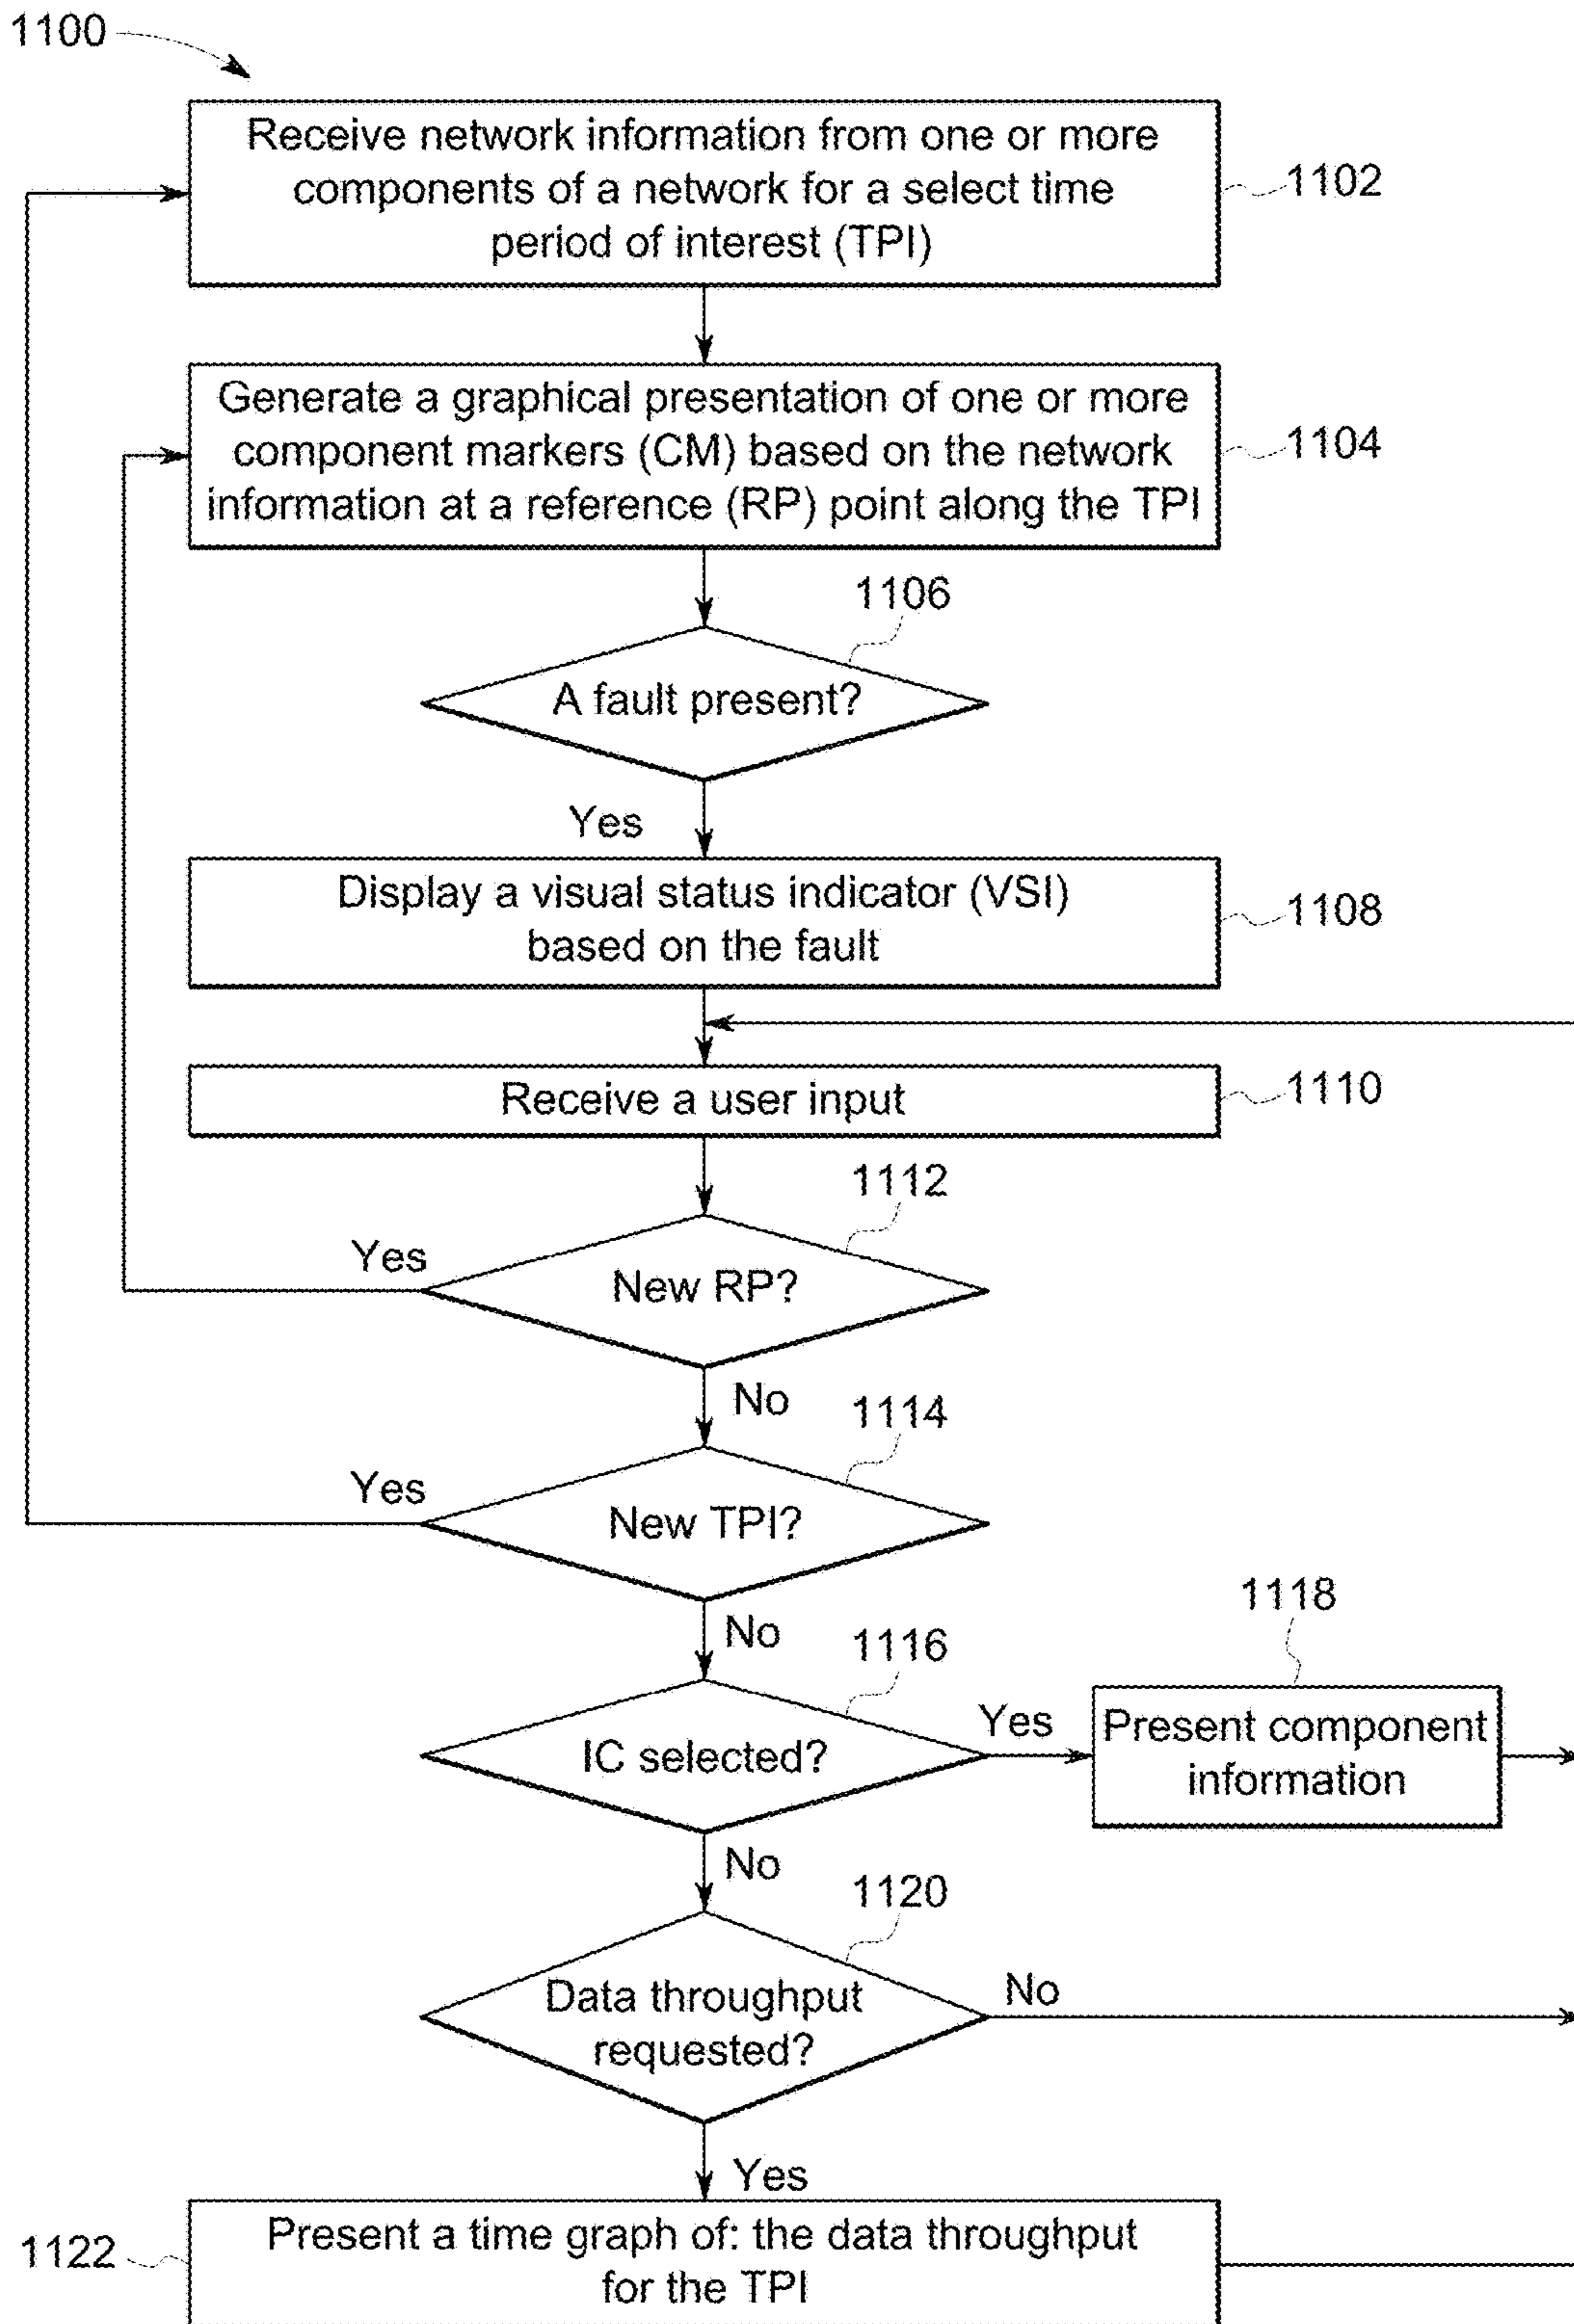 1100
Receive network information from one or more
components of a network for a select time
period of interest (TPI)
1102
Generate a graphical presentation of one or more
component markers (CM) based on the network
information at a reference (RP) point along the TPI
1104
1106
A fault present?
Yes
Display a visual status indicator (VSI)
based on the fault
1108
Receive a user input
1110
1112
Yes
New RP?
No
1114
Yes
New TPI?
No
1116
1118
IC selected?
Yes
Present component
information
No
1120
Data throughput
requested?
No
Yes
Present a time graph of: the data throughput
for the TPI
1122